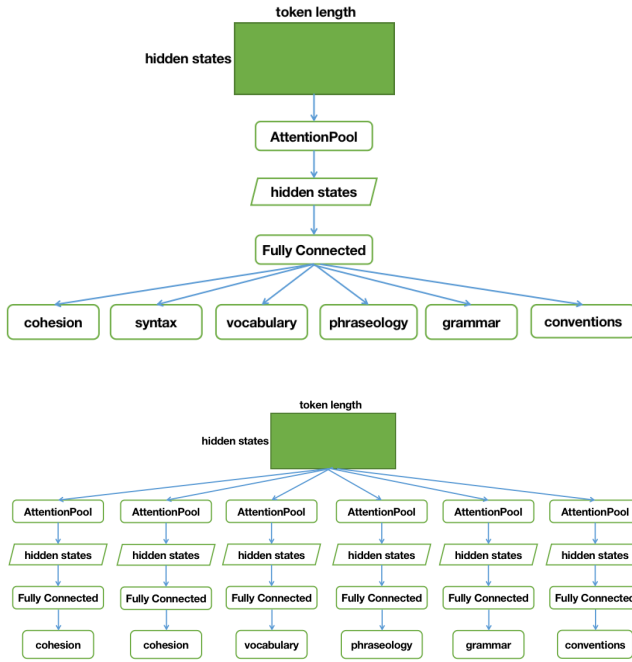 token length
hidden states
AttentionPool
hidden states
Fully Connected
cohesion syntax vocabulary phraseology grammar conventions
token length
hidden states
AttentionPool AttentionPool AttentionPool AttentionPool AttentionPool AttentionPool
hidden states hidden states hidden states hidden states hidden states hidden states
Fully Connected Fully Connected Fully Connected Fully Connected Fully Connected Fully Connected
cohesion cohesion vocabulary phraseology grammar conventions